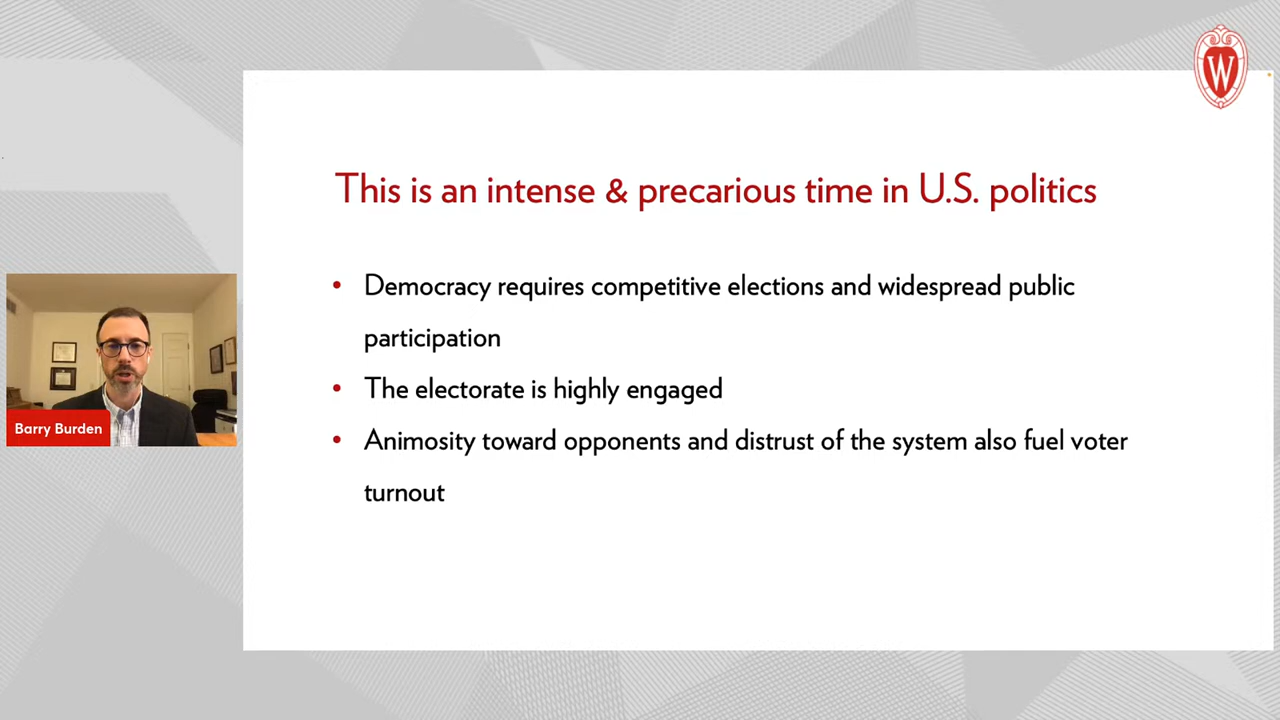 W
This is an intense & precarious time in U.S. politics
• Democracy requires competitive elections and widespread public
participation
• The electorate is highly engaged
• Animosity toward opponents and distrust of the system also fuel voter
turnout
Barry Burden